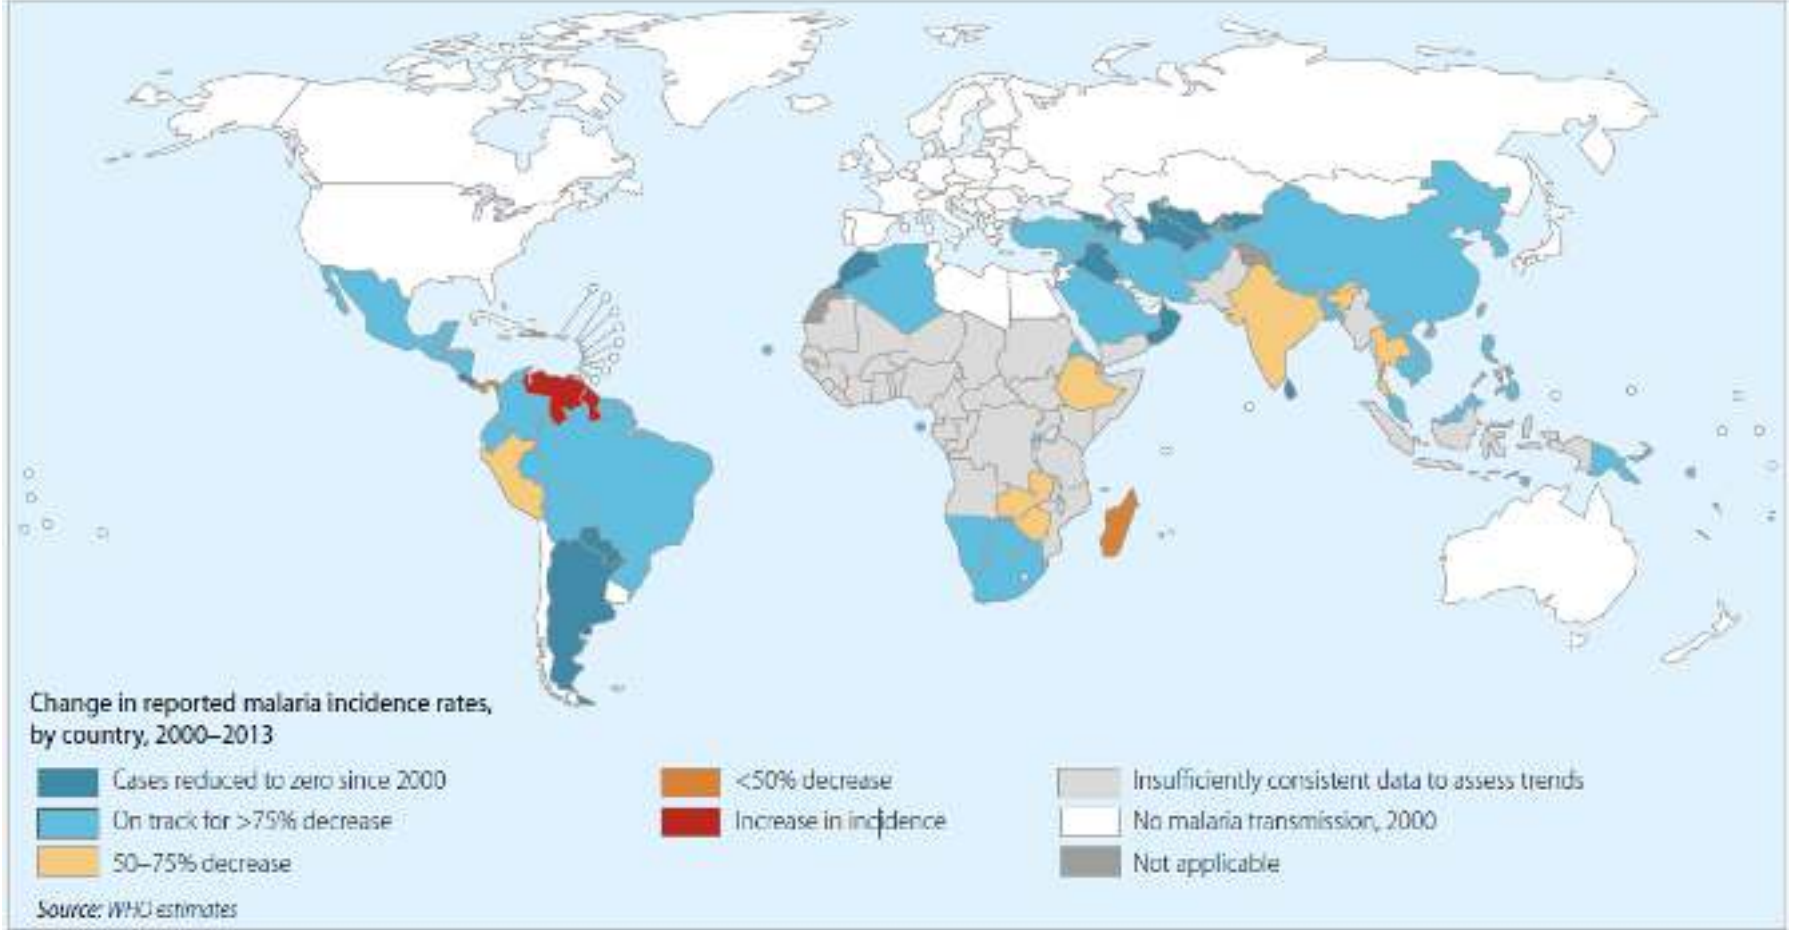 Change in reported malaria incidence rates,
by country, 2000–2013
Cases reduced to zero since 2000
On track for >75% decrease
50–75% decrease
<50% decrease
Increase in incidence
Insufficiently consistent data to assess trends
No malaria transmission, 2000
Not applicable
Source: WHO estimates